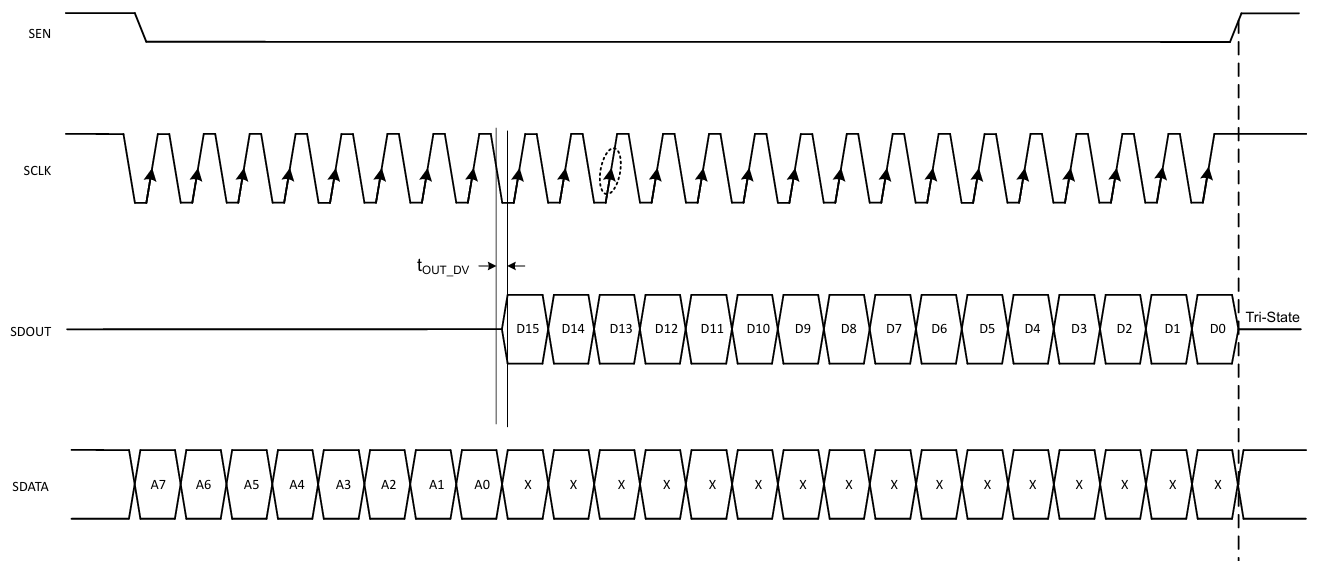 SEN
SCLK
tOUT_DV
SDOUT D15 D14 D13 D12 D11 D10 D9 D8 D7 D6 D5 D4 D3 D2 D1 D0 Tri-State
SDATA A7 A6 A5 A4 A3 A2 A1 A0 X X X X X X X X X X X X X X X X